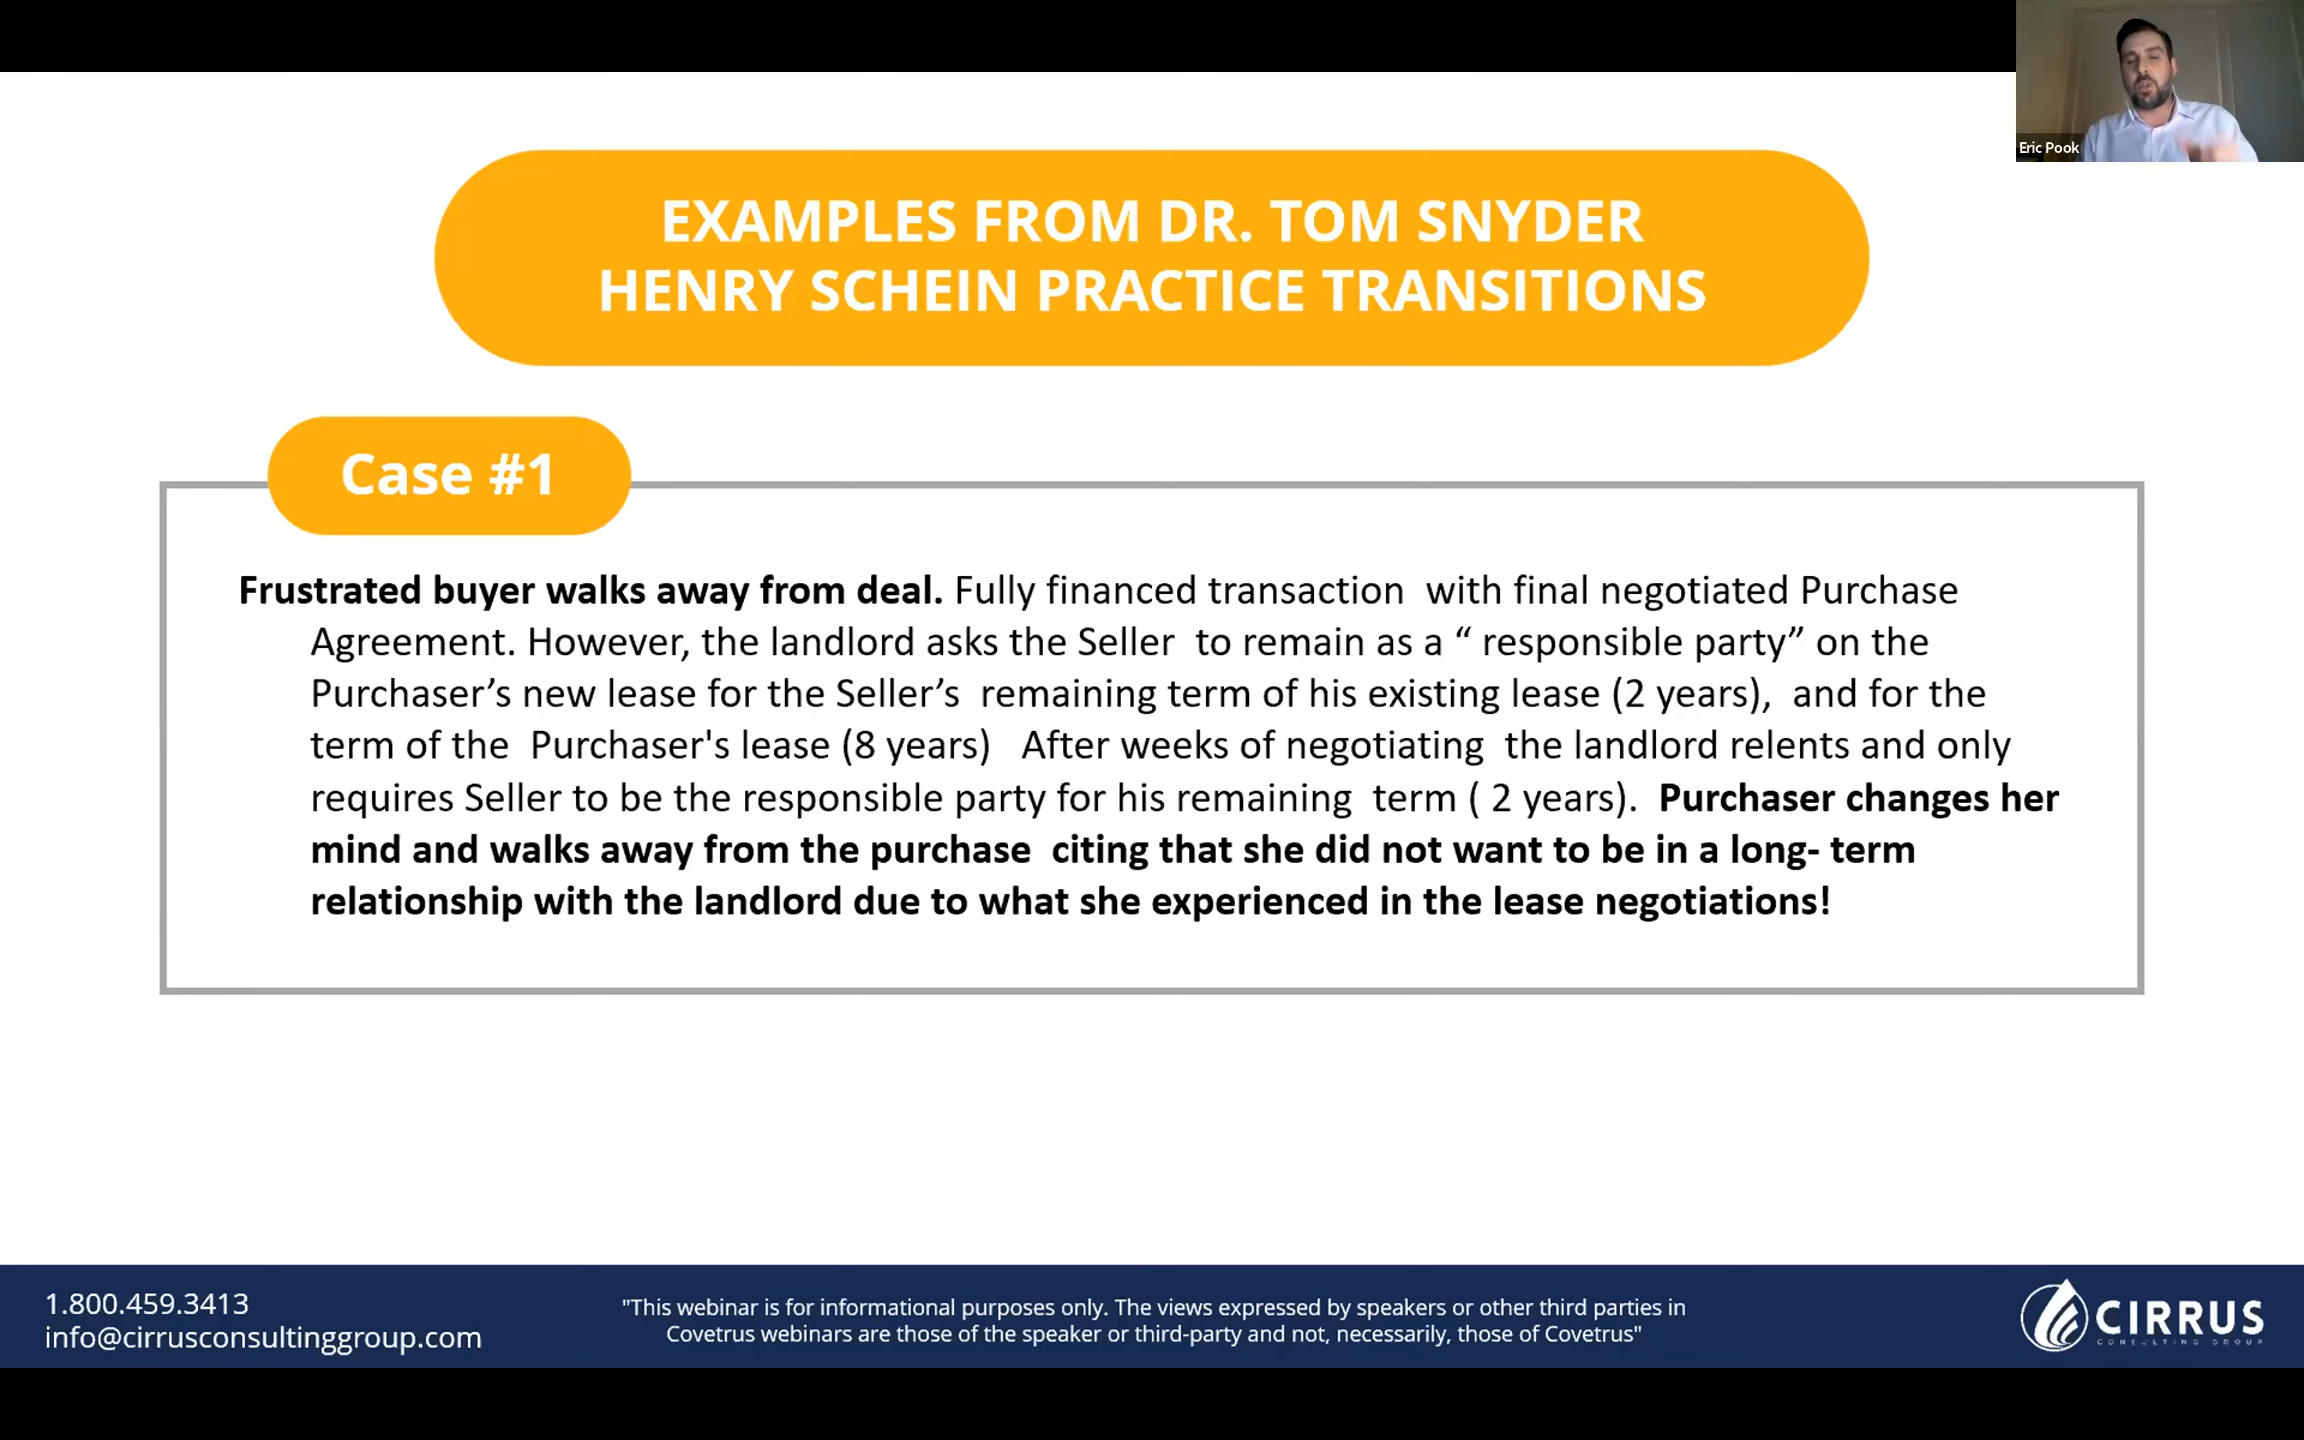 Eric Pook
EXAMPLES FROM DR. TOM SNYDER
HENRY SCHEIN PRACTICE TRANSITIONS
Case #1
Frustrated buyer walks away from deal. Fully financed transaction  with final negotiated Purchase
Agreement. However, the landlord asks the Seller  to remain as a “ responsible party” on the
Purchaser’s new lease for the Seller’s  remaining term of his existing lease (2 years),  and for the
term of the  Purchaser's lease (8 years)   After weeks of negotiating  the landlord relents and only
requires Seller to be the responsible party for his remaining  term ( 2 years).  Purchaser changes her
mind and walks away from the purchase  citing that she did not want to be in a long- term
relationship with the landlord due to what she experienced in the lease negotiations!
1.800.459.3413
info@cirrusconsultinggroup.com
"This webinar is for informational purposes only. The views expressed by speakers or other third parties in
Covetrus webinars are those of the speaker or third-party and not, necessarily, those of Covetrus"
CIRRUS
CONSULTING GROUP